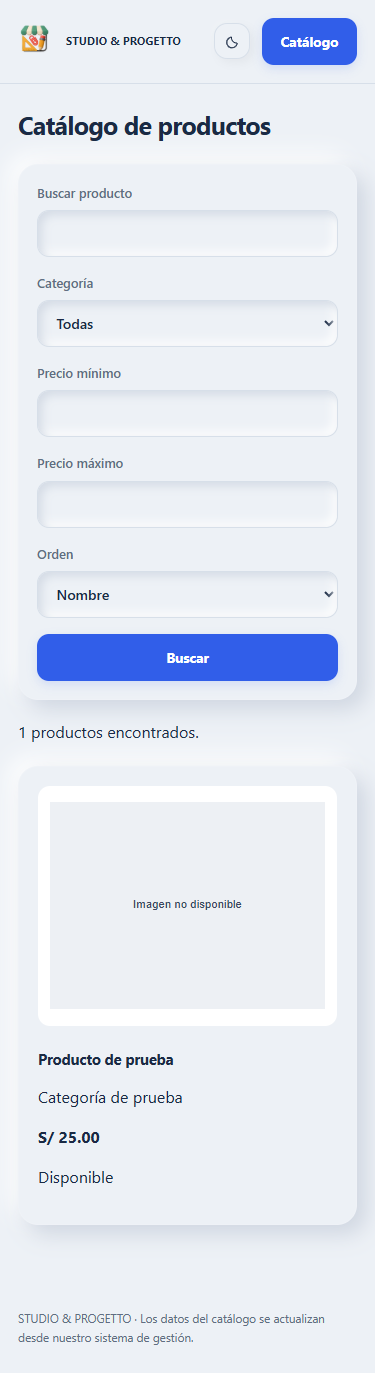 STUDIO & PROGETTO
Catálogo
Catálogo de productos
Buscar producto
Categoría
Todas
Precio mínimo
Precio máximo
Orden
Nombre
Buscar
1 productos encontrados.
Imagen no disponible
Producto de prueba
Categoría de prueba
S/ 25.00
Disponible
STUDIO & PROGETTO · Los datos del catálogo se actualizan
desde nuestro sistema de gestión.